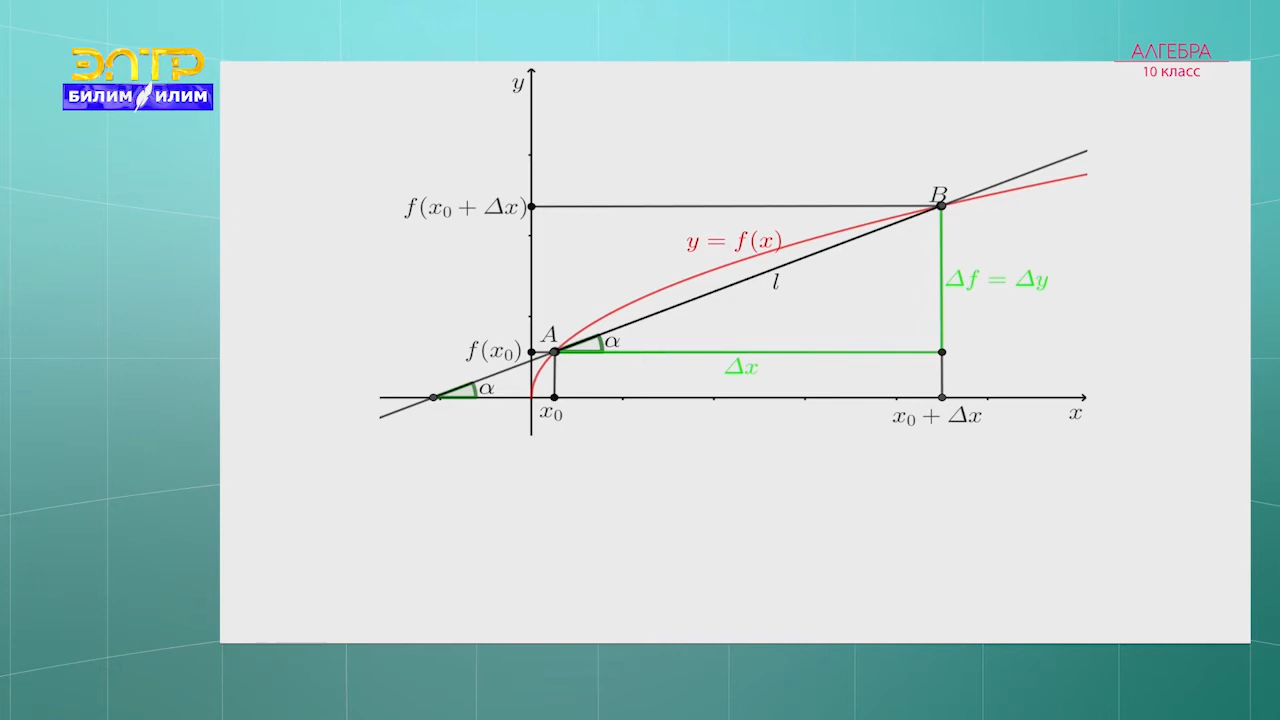 ЭЛТР
БИЛИМ ИЛИМ
АЛГЕБРА
10 класс
y
f(x₀ + Δx)
B
y = f(x)
l
Δf = Δy
A
α
f(x₀)
Δx
α
x₀
x₀ + Δx
x